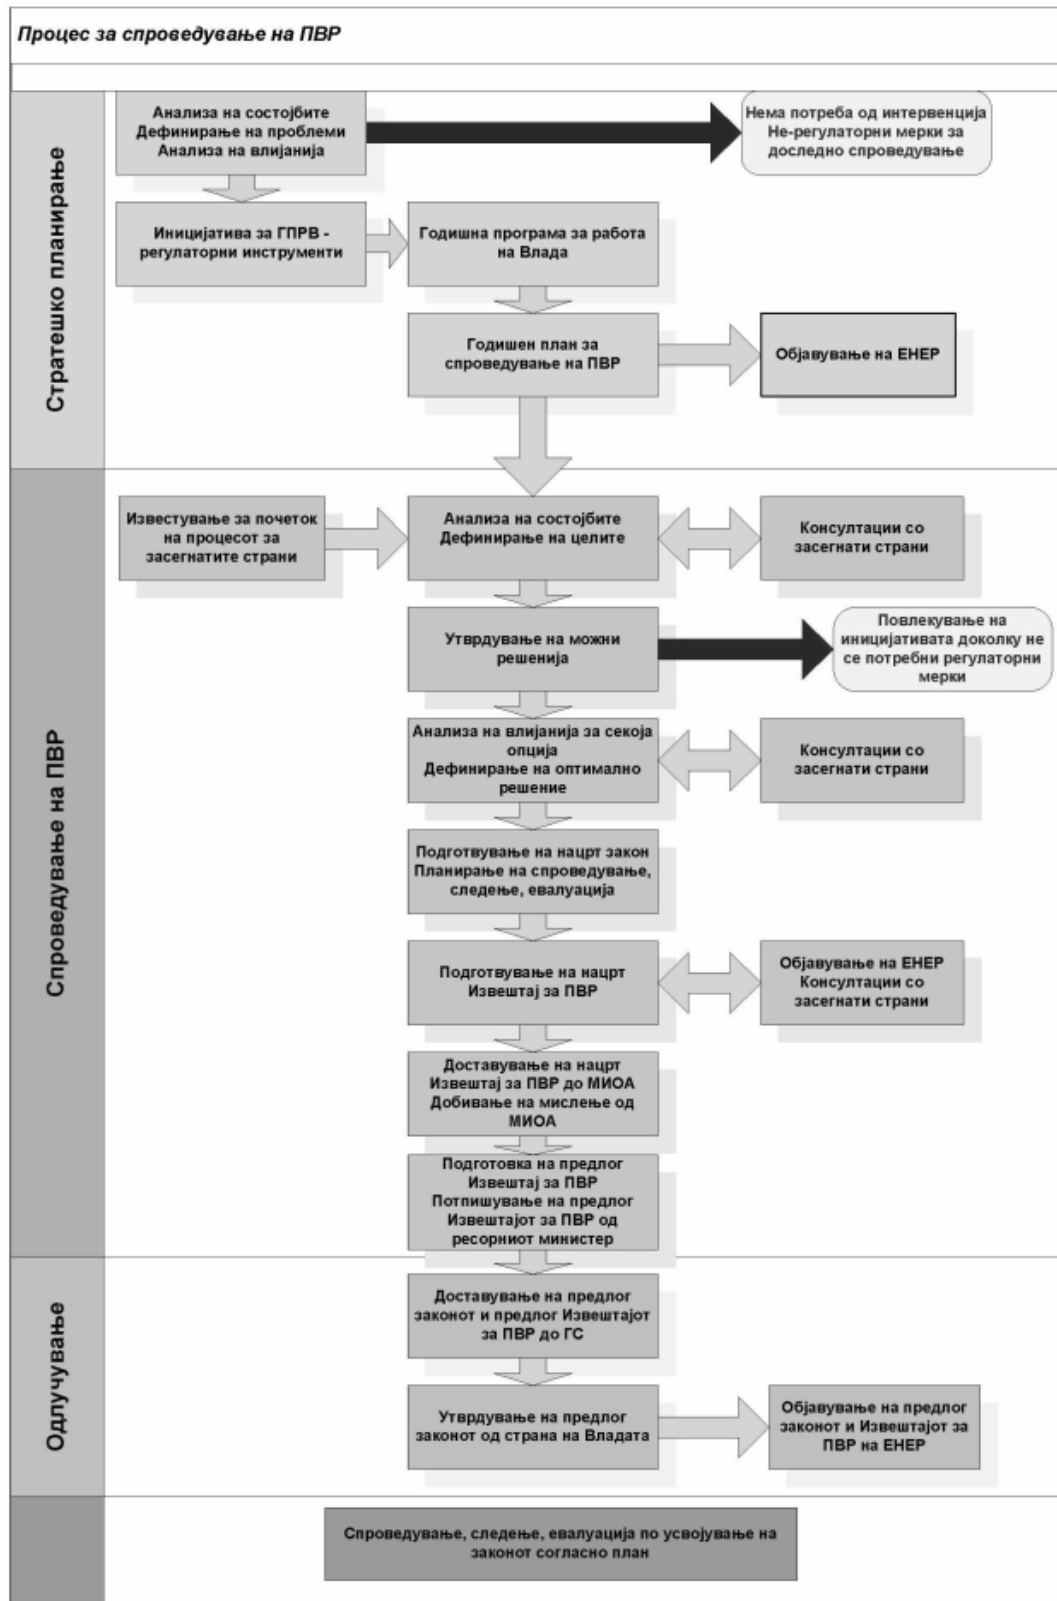 Процес за спроведување на ПВР
Стратешко планирање
Анализа на состојбите
Дефинирање на проблеми
Анализа на влијанија
Нема потреба од интервенција
Не-регулаторни мерки за
доследно спроведување
Иницијатива за ГПРВ -
регулаторни инструменти
Годишна програма за работа
на Влада
Годишен план за
спроведување на ПВР
Објавување на ЕНЕР
Спроведување на ПВР
Известување за почеток
на процесот за
засегнатите страни
Анализа на состојбите
Дефинирање на целите
Консултации со
засегнати страни
Утврдување на можни
решенија
Повлекување на
иницијативата доколку не
се потребни регулаторни
мерки
Анализа на влијанија за секоја
опција
Дефинирање на оптимално
решение
Консултации со
засегнати страни
Подготвување на нацрт закон
Планирање на спроведување,
следење, евалуација
Подготвување на нацрт
Извештај за ПВР
Објавување на ЕНЕР
Консултации со
засегнати страни
Доставување на нацрт
Извештај за ПВР до МИОА
Добивање на мислење од
МИОА
Подготовка на предлог
Извештај за ПВР
Потпишување на предлог
Извештајот за ПВР од
ресорниот министер
Одлучување
Доставување на предлог
законот и предлог Извештајот
за ПВР до ГС
Утврдување на предлог
законот од страна на Владата
Објавување на предлог
законот и Извештајот за
ПВР на ЕНЕР
Спроведување, следење, евалуација по усвојување на
законот согласно план